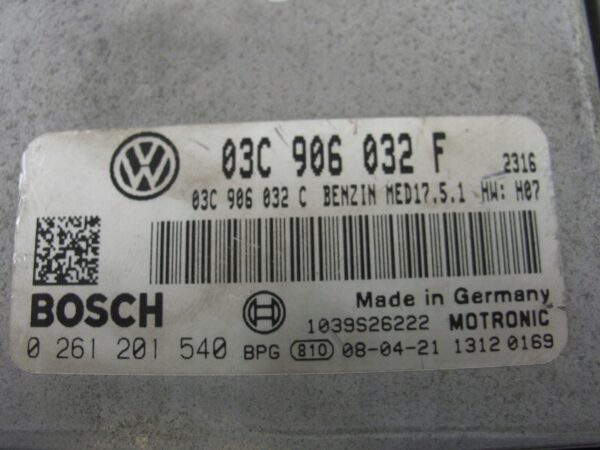 VW 03C 906 032 F 2316
03C 906 032 C BENZIN MED17.5.1 HW: H07
BOSCH Made in Germany
1039S26222 MOTRONIC
0 261 201 540 BPG 810 08-04-21 1312 0169